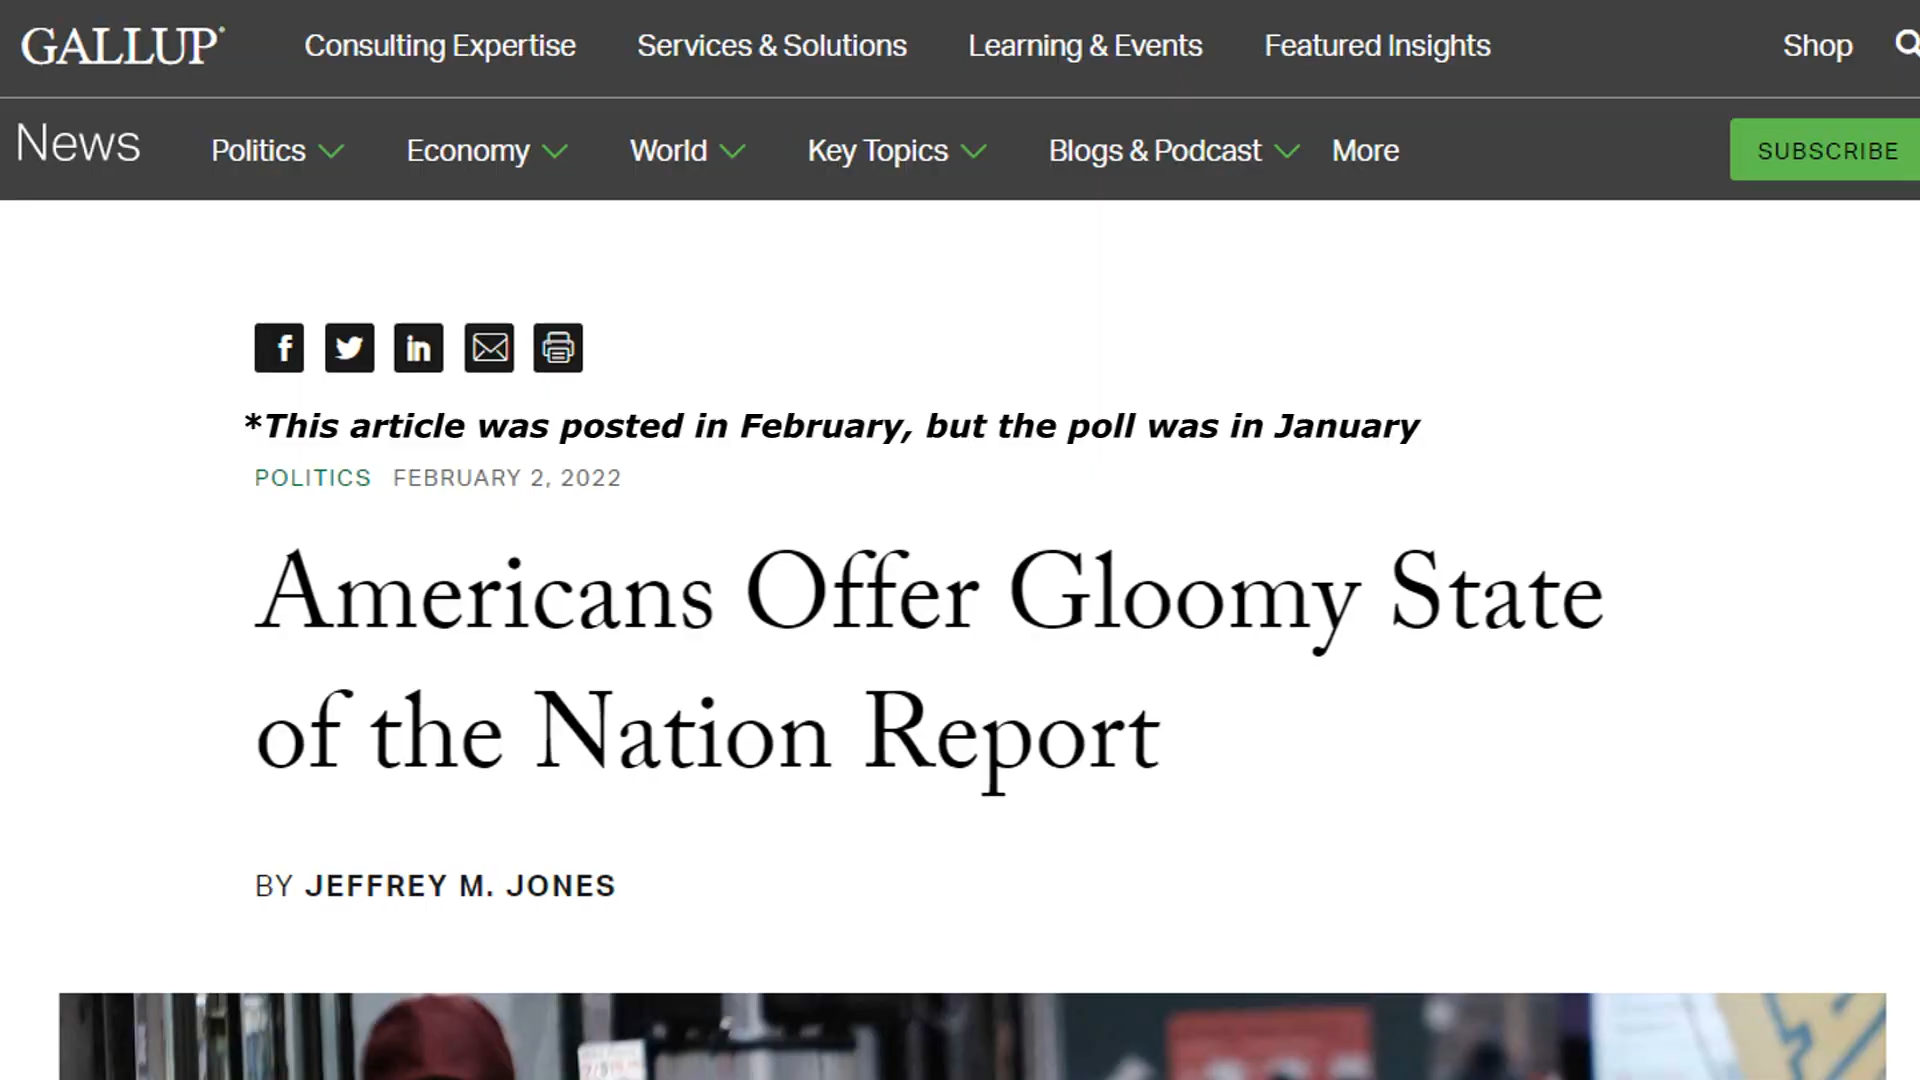 GALLUP® Consulting Expertise Services & Solutions Learning & Events Featured Insights Shop
News Politics Economy World Key Topics Blogs & Podcast More SUBSCRIBE
*This article was posted in February, but the poll was in January
POLITICS FEBRUARY 2, 2022
Americans Offer Gloomy State
of the Nation Report
BY JEFFREY M. JONES